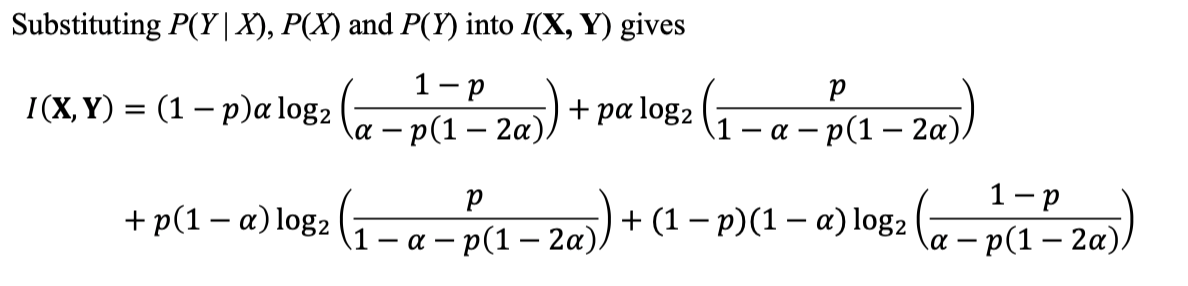 Substituting P(Y | X), P(X) and P(Y) into I(X, Y) gives
I(X, Y) = (1 − p)α log₂ ((1 − p)/(α − p(1 − 2α))) + pα log₂ (p/(1 − α − p(1 − 2α)))
+ p(1 − α) log₂ (p/(1 − α − p(1 − 2α))) + (1 − p)(1 − α) log₂ ((1 − p)/(α − p(1 − 2α)))